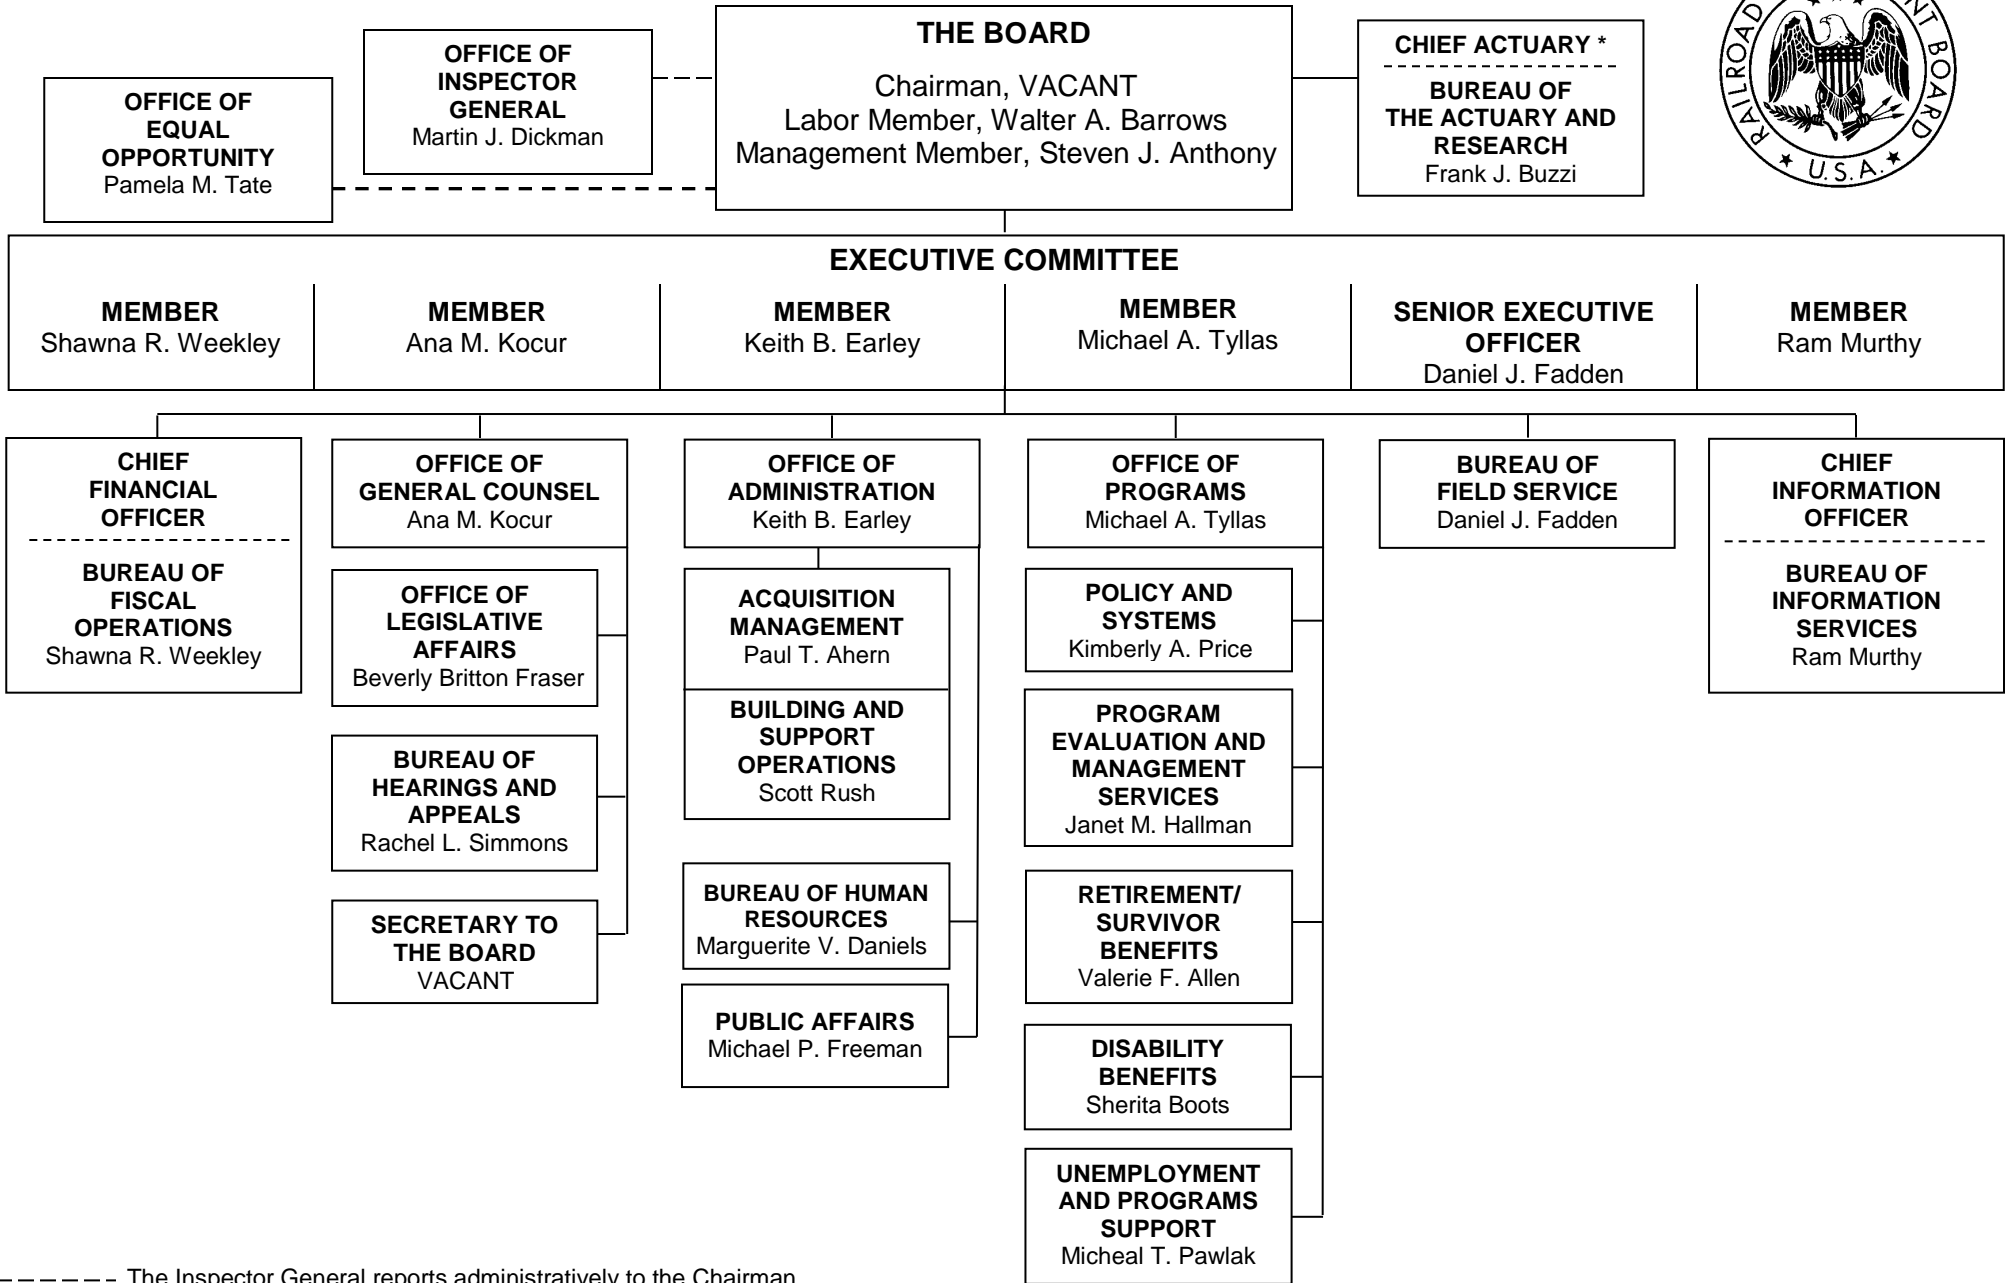 OFFICE OF
EQUAL
OPPORTUNITY
Pamela M. Tate
OFFICE OF
INSPECTOR
GENERAL
Martin J. Dickman
THE BOARD
Chairman, VACANT
Labor Member, Walter A. Barrows
Management Member, Steven J. Anthony
CHIEF ACTUARY *
BUREAU OF
THE ACTUARY AND
RESEARCH
Frank J. Buzzi
RAILROAD
BOARD
U.S.A.
EXECUTIVE COMMITTEE
MEMBER
Shawna R. Weekley
MEMBER
Ana M. Kocur
MEMBER
Keith B. Earley
MEMBER
Michael A. Tyllas
SENIOR EXECUTIVE
OFFICER
Daniel J. Fadden
MEMBER
Ram Murthy
CHIEF
FINANCIAL
OFFICER
BUREAU OF
FISCAL
OPERATIONS
Shawna R. Weekley
OFFICE OF
GENERAL COUNSEL
Ana M. Kocur
OFFICE OF
LEGISLATIVE
AFFAIRS
Beverly Britton Fraser
BUREAU OF
HEARINGS AND
APPEALS
Rachel L. Simmons
SECRETARY TO
THE BOARD
VACANT
OFFICE OF
ADMINISTRATION
Keith B. Earley
ACQUISITION
MANAGEMENT
Paul T. Ahern
BUILDING AND
SUPPORT
OPERATIONS
Scott Rush
BUREAU OF HUMAN
RESOURCES
Marguerite V. Daniels
PUBLIC AFFAIRS
Michael P. Freeman
OFFICE OF
PROGRAMS
Michael A. Tyllas
POLICY AND
SYSTEMS
Kimberly A. Price
PROGRAM
EVALUATION AND
MANAGEMENT
SERVICES
Janet M. Hallman
RETIREMENT/
SURVIVOR
BENEFITS
Valerie F. Allen
DISABILITY
BENEFITS
Sherita Boots
UNEMPLOYMENT
AND PROGRAMS
SUPPORT
Micheal T. Pawlak
BUREAU OF
FIELD SERVICE
Daniel J. Fadden
CHIEF
INFORMATION
OFFICER
BUREAU OF
INFORMATION
SERVICES
Ram Murthy
The Inspector General reports administratively to the Chairman